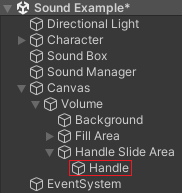 Sound Example*
Directional Light
Character
Sound Box
Sound Manager
Canvas
Volume
Background
Fill Area
Handle Slide Area
Handle
EventSystem